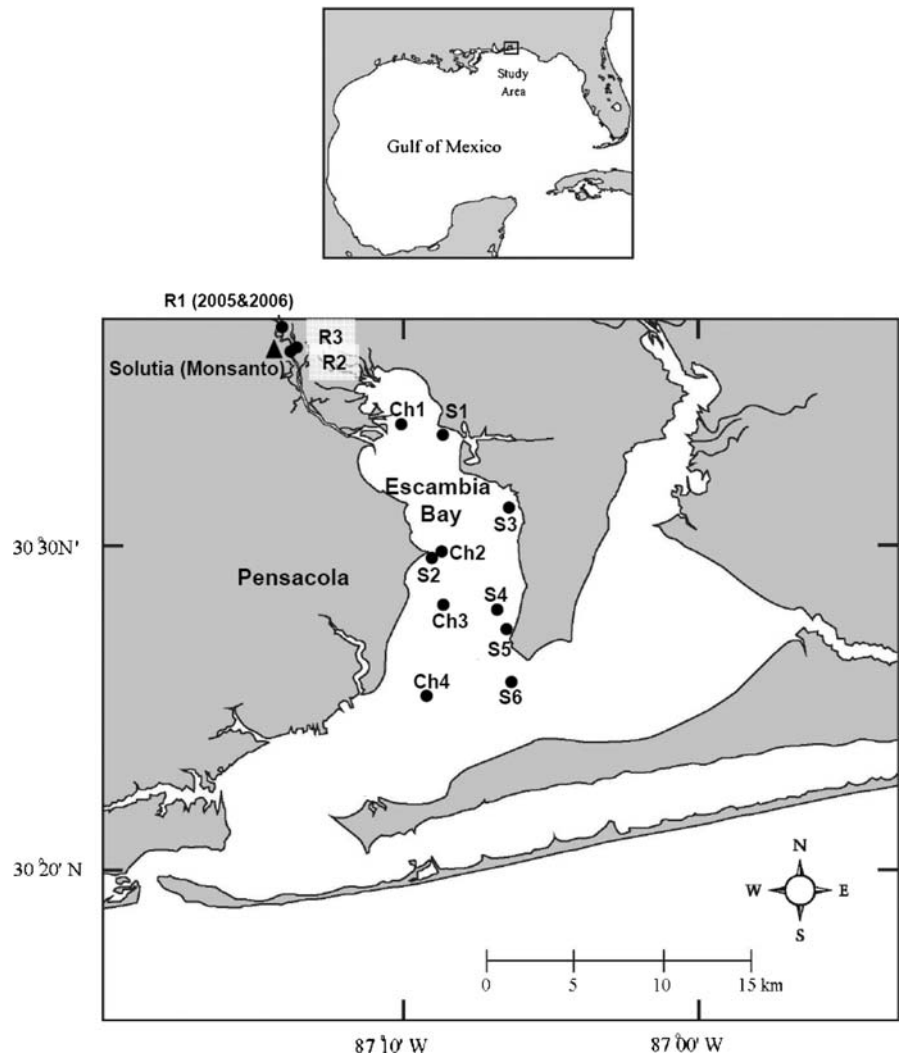 Study
Area
Gulf of Mexico
R1 (2005&2006)
R3
R2
Solutia (Monsanto)
Ch1
S1
Escambia
Bay
S3
30°30N'
Ch2
S2
Pensacola
S4
Ch3
S5
Ch4
S6
30°20' N
N
W
E
S
0
5
10
15 km
87°10' W
87°00' W